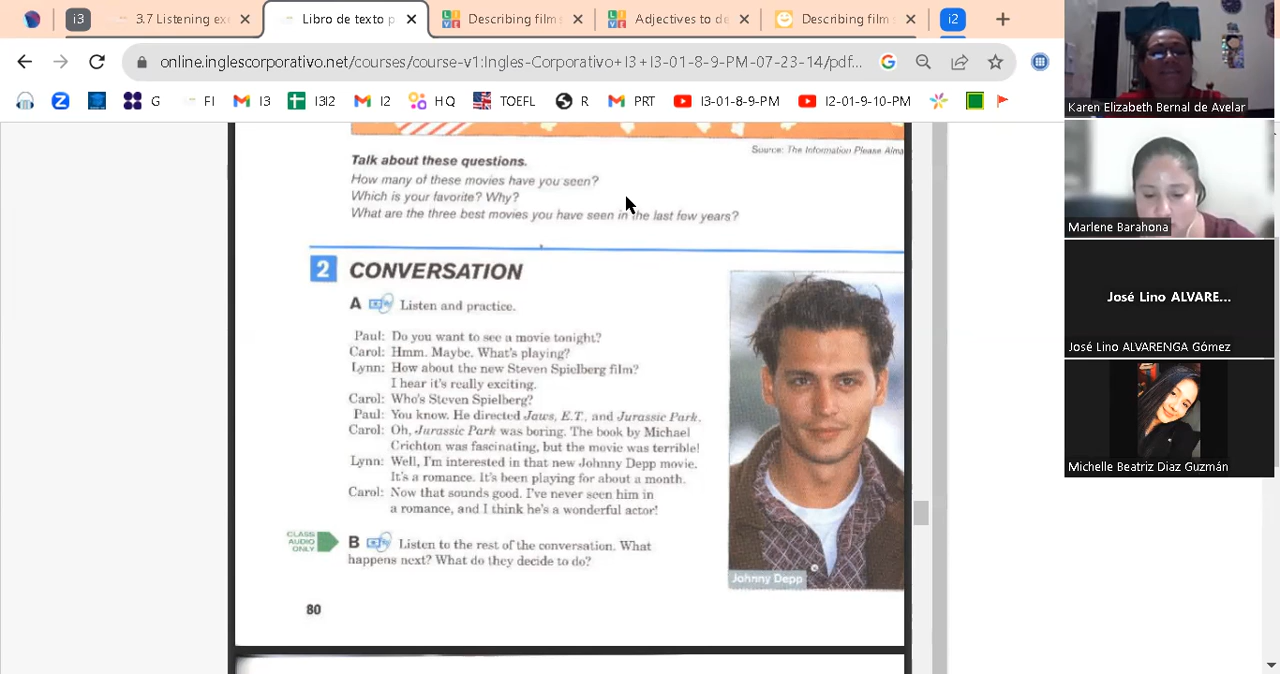 i3
3.7 Listening ex
Libro de texto p
Describing film
Adjectives to de
Describing film
i2
online.inglescorporativo.net/courses/course-v1:Ingles-Corporativo+I3+I3-01-8-9-PM-07-23-14/pdf...
G
FI
I3
I3I2
I2
HQ
TOEFL
R
PRT
I3-01-8-9-PM
I2-01-9-10-PM
Source: The Information Please Alma
Talk about these questions.
How many of these movies have you seen?
Which is your favorite? Why?
What are the three best movies you have seen in the last few years?
2 CONVERSATION
A Listen and practice.
Paul: Do you want to see a movie tonight?
Carol: Hmm. Maybe. What's playing?
Lynn: How about the new Steven Spielberg film?
I hear it's really exciting.
Carol: Who's Steven Spielberg?
Paul: You know. He directed Jaws, E.T., and Jurassic Park.
Carol: Oh, Jurassic Park was boring. The book by Michael
Crichton was fascinating, but the movie was terrible!
Lynn: Well, I'm interested in that new Johnny Depp movie.
It's a romance. It's been playing for about a month.
Carol: Now that sounds good. I've never seen him in
a romance, and I think he's a wonderful actor!
CLASS
AUDIO
ONLY
B Listen to the rest of the conversation. What
happens next? What do they decide to do?
Johnny Depp
80
Karen Elizabeth Bernal de Avelar
Marlene Barahona
José Lino ALVARE...
José Lino ALVARENGA Gómez
Michelle Beatriz Diaz Guzmán